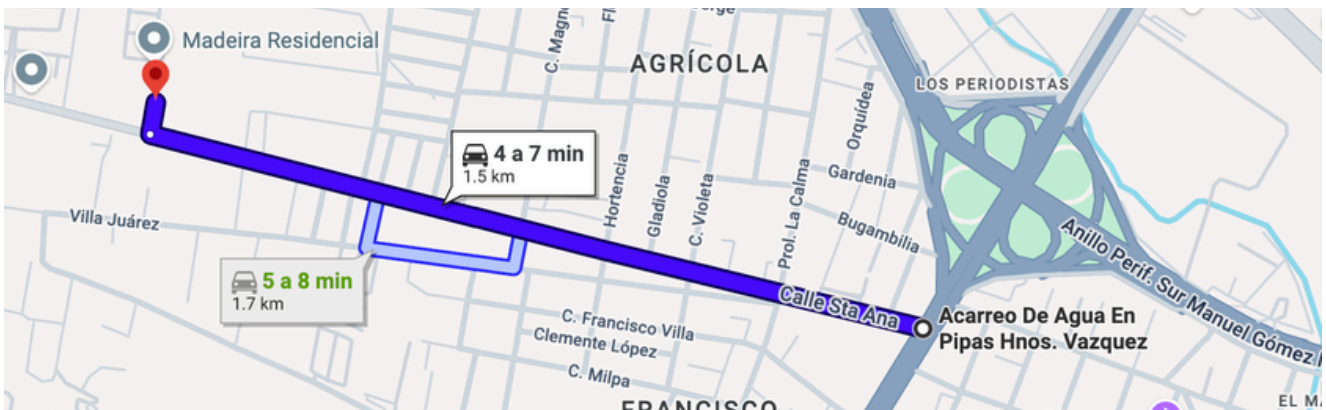 Madeira Residencial
C. Magn
AGRÍCOLA
LOS PERIODISTAS
4 a 7 min
1.5 km
Orquídea
Gardenia
Hortencia
Gladiola
C. Violeta
Prol. La Calma
Bugambilia
Villa Juárez
5 a 8 min
1.7 km
Anillo Perif. Sur Manuel Gómez
Calle Sta Ana
Acarreo De Agua En
Pipas Hnos. Vazquez
C. Francisco Villa
Clemente López
C. Milpa
FRANCISCO
EL M